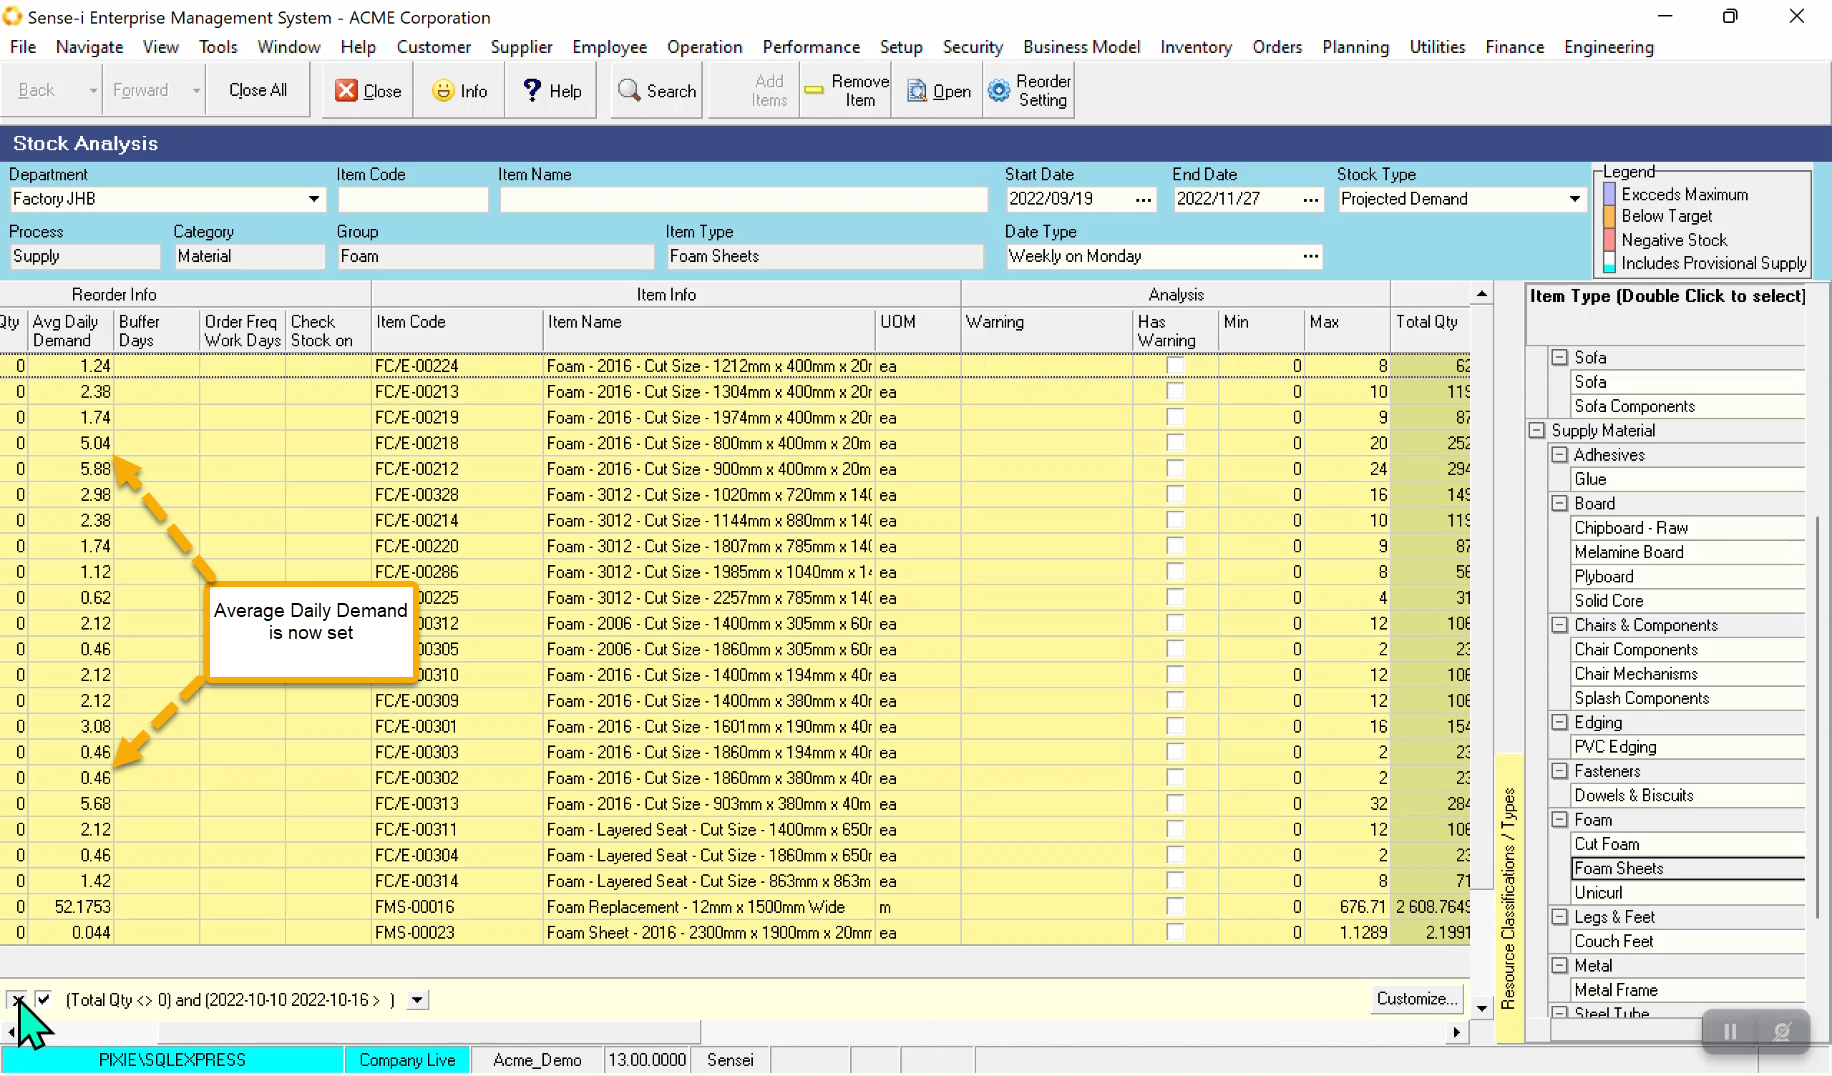 Sense-i Enterprise Management System - ACME Corporation
File Navigate View Tools Window Help Customer Supplier Employee Operation Performance Setup Security Business Model Inventory Orders Planning Utilities Finance Engineering
Back Forward Close All Close Info Help Search Add Items Remove Item Open Reorder Setting
Stock Analysis
Department Item Code Item Name Start Date End Date Stock Type Legend
Factory JHB 2022/09/19 ... 2022/11/27 ... Projected Demand
Exceeds Maximum
Below Target
Negative Stock
Includes Provisional Supply
Process Category Group Item Type Date Type
Supply Material Foam Foam Sheets Weekly on Monday ...
Reorder Info Item Info Analysis
Qty Avg Daily Demand Buffer Days Order Freq Work Days Check Stock on Item Code Item Name UOM Warning Has Warning Min Max Total Qty
0 1.24 FC/E-00224 Foam - 2016 - Cut Size - 1212mm x 400mm x 20r ea 0 8 62
0 2.38 FC/E-00213 Foam - 2016 - Cut Size - 1304mm x 400mm x 20r ea 0 10 119
0 1.74 FC/E-00219 Foam - 2016 - Cut Size - 1974mm x 400mm x 20r ea 0 9 87
0 5.04 FC/E-00218 Foam - 2016 - Cut Size - 800mm x 400mm x 20m ea 0 20 252
0 5.88 FC/E-00212 Foam - 2016 - Cut Size - 900mm x 400mm x 20m ea 0 24 294
0 2.98 FC/E-00328 Foam - 3012 - Cut Size - 1020mm x 720mm x 14( ea 0 16 149
0 2.38 FC/E-00214 Foam - 3012 - Cut Size - 1144mm x 880mm x 14( ea 0 10 119
0 1.74 FC/E-00220 Foam - 3012 - Cut Size - 1807mm x 785mm x 14( ea 0 9 87
0 1.12 FC/E-00286 Foam - 3012 - Cut Size - 1985mm x 1040mm x 14 ea 0 8 56
0 0.62 00225 Foam - 3012 - Cut Size - 2257mm x 785mm x 14( ea 0 4 31
0 2.12 00312 Foam - 2006 - Cut Size - 1400mm x 305mm x 60r ea 0 12 106
0 0.46 00305 Foam - 2006 - Cut Size - 1860mm x 305mm x 60r ea 0 2 23
0 2.12 00310 Foam - 2016 - Cut Size - 1400mm x 194mm x 40r ea 0 12 106
0 2.12 FC/E-00309 Foam - 2016 - Cut Size - 1400mm x 380mm x 40r ea 0 12 106
0 3.08 FC/E-00301 Foam - 2016 - Cut Size - 1601mm x 190mm x 40r ea 0 16 154
0 0.46 FC/E-00303 Foam - 2016 - Cut Size - 1860mm x 194mm x 40r ea 0 2 23
0 0.46 FC/E-00302 Foam - 2016 - Cut Size - 1860mm x 380mm x 40r ea 0 2 23
0 5.68 FC/E-00313 Foam - 2016 - Cut Size - 903mm x 380mm x 40m ea 0 32 284
0 2.12 FC/E-00311 Foam - Layered Seat - Cut Size - 1400mm x 650r ea 0 12 106
0 0.46 FC/E-00304 Foam - Layered Seat - Cut Size - 1860mm x 650r ea 0 2 23
0 1.42 FC/E-00314 Foam - Layered Seat - Cut Size - 863mm x 863m ea 0 8 71
0 52.1753 FMS-00016 Foam Replacement - 12mm x 1500mm Wide m 0 676.71 2 608.7649
0 0.044 FMS-00023 Foam Sheet - 2016 - 2300mm x 1900mm x 20mm ea 0 1.1289 2.1991
Average Daily Demand
is now set
(Total Qty <> 0) and (2022-10-10 2022-10-16 > )
Customize...
Resource Classifications / Types
Item Type (Double Click to select)
Sofa
Sofa
Sofa Components
Supply Material
Adhesives
Glue
Board
Chipboard - Raw
Melamine Board
Plyboard
Solid Core
Chairs & Components
Chair Components
Chair Mechanisms
Splash Components
Edging
PVC Edging
Fasteners
Dowels & Biscuits
Foam
Cut Foam
Foam Sheets
Unicurl
Legs & Feet
Couch Feet
Metal
Metal Frame
Steel Tube
PIXIE\SQLEXPRESS Company Live Acme_Demo 13.00.0000 Sensei